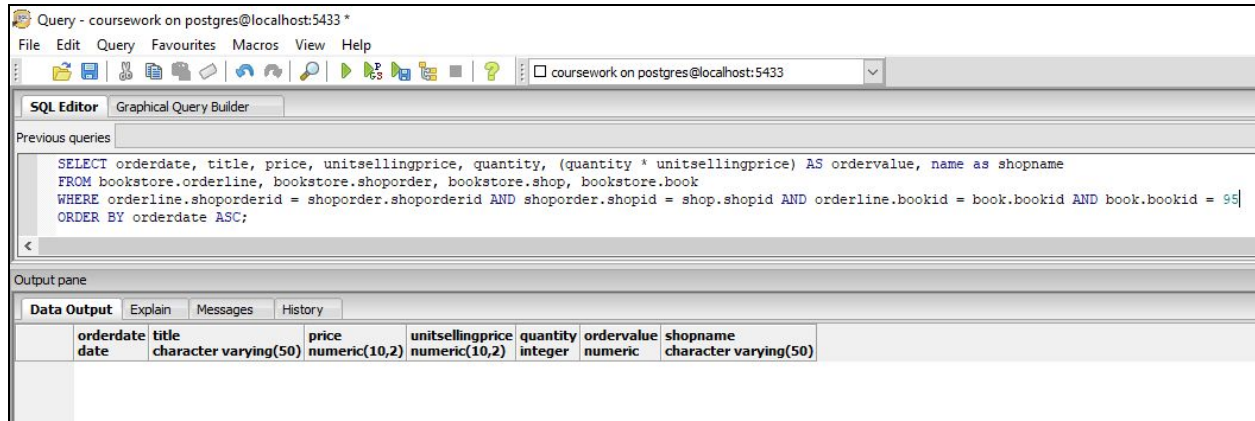 Query - coursework on postgres@localhost:5433 *
File Edit Query Favourites Macros View Help
coursework on postgres@localhost:5433
SQL Editor Graphical Query Builder
Previous queries
SELECT orderdate, title, price, unitsellingprice, quantity, (quantity * unitsellingprice) AS ordervalue, name as shopname
FROM bookstore.orderline, bookstore.shoporder, bookstore.shop, bookstore.book
WHERE orderline.shoporderid = shoporder.shoporderid AND shoporder.shopid = shop.shopid AND orderline.bookid = book.bookid AND book.bookid = 95
ORDER BY orderdate ASC;
Output pane
Data Output Explain Messages History
orderdate title price unitsellingprice quantity ordervalue shopname
date character varying(50) numeric(10,2) numeric(10,2) integer numeric character varying(50)